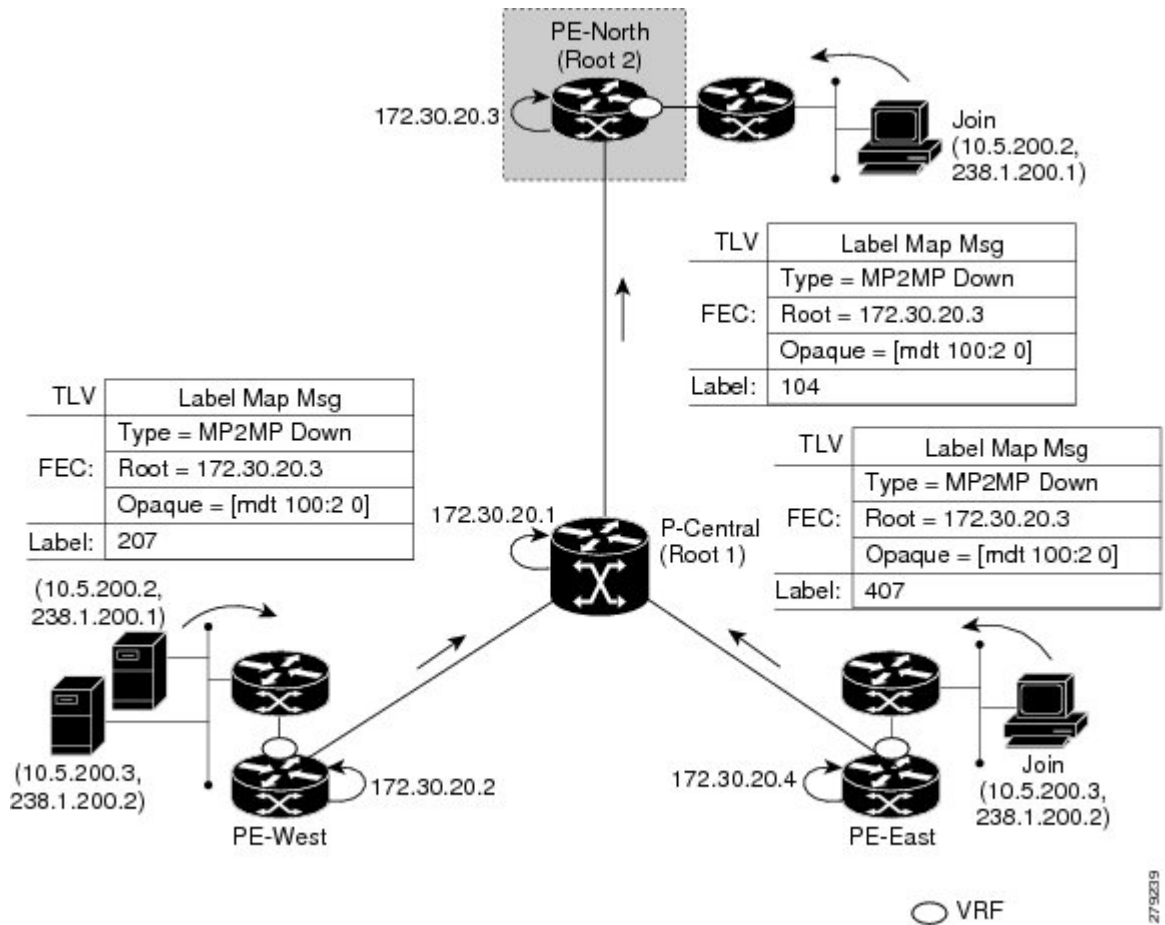 PE-North
(Root 2)
172.30.20.3
Join
(10.5.200.2,
238.1.200.1)
TLV
Label Map Msg
Type = MP2MP Down
FEC:
Root = 172.30.20.3
Opaque = [mdt 100:2 0]
Label:
104
TLV
Label Map Msg
Type = MP2MP Down
FEC:
Root = 172.30.20.3
Opaque = [mdt 100:2 0]
Label:
207
TLV
Label Map Msg
Type = MP2MP Down
FEC:
Root = 172.30.20.3
Opaque = [mdt 100:2 0]
Label:
407
172.30.20.1
P-Central
(Root 1)
(10.5.200.2,
238.1.200.1)
(10.5.200.3,
238.1.200.2)
172.30.20.2
PE-West
172.30.20.4
PE-East
Join
(10.5.200.3,
238.1.200.2)
VRF
279239